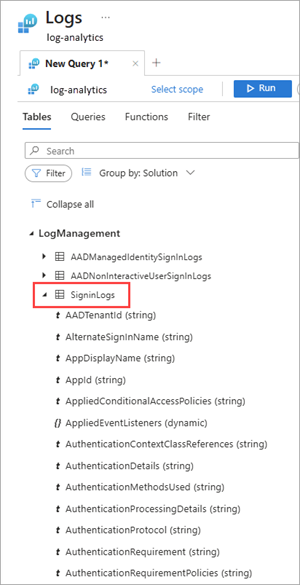 Logs
log-analytics
New Query 1*
log-analytics Select scope Run
Tables Queries Functions Filter
Search
Filter Group by: Solution
Collapse all
LogManagement
AADManagedIdentitySignInLogs
AADNonInteractiveUserSignInLogs
SigninLogs
t AADTenantId (string)
t AlternateSignInName (string)
t AppDisplayName (string)
t AppId (string)
t AppliedConditionalAccessPolicies (string)
{} AppliedEventListeners (dynamic)
t AuthenticationContextClassReferences (string)
t AuthenticationDetails (string)
t AuthenticationMethodsUsed (string)
t AuthenticationProcessingDetails (string)
t AuthenticationProtocol (string)
t AuthenticationRequirement (string)
t AuthenticationRequirementPolicies (string)